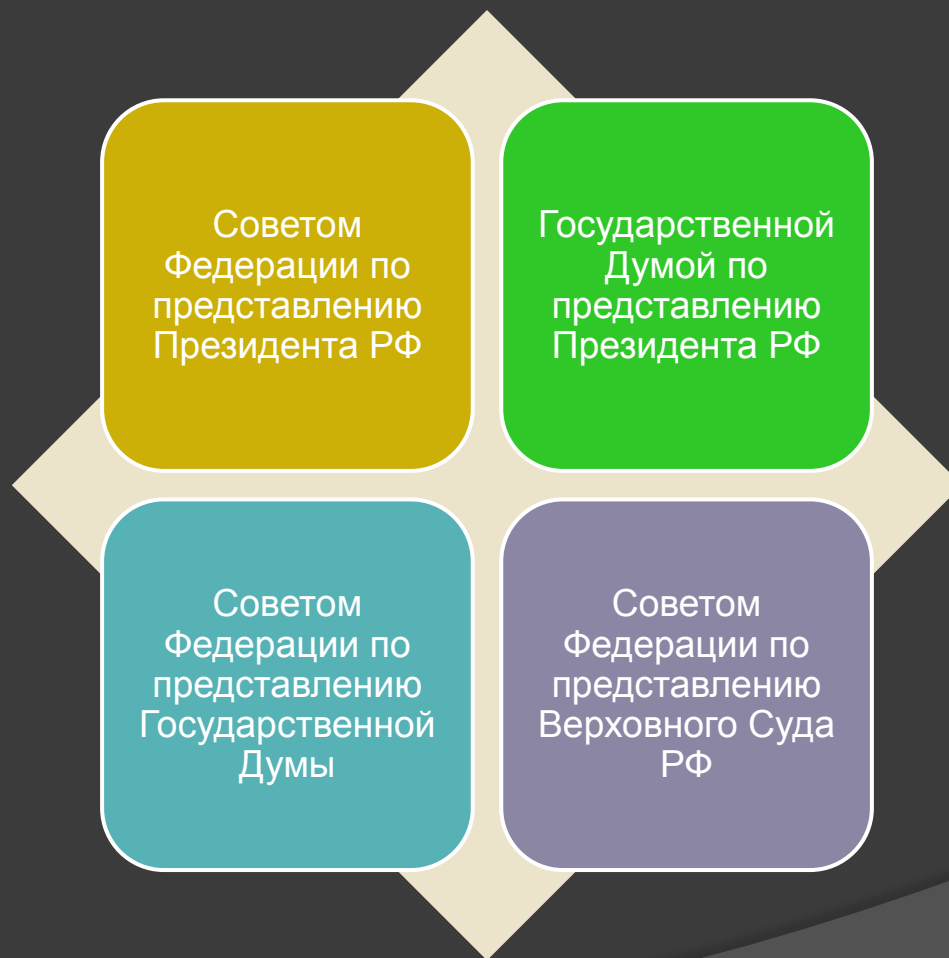 Советом
Федерации по
представлению
Президента РФ
Государственной
Думой по
представлению
Президента РФ
Советом
Федерации по
представлению
Государственной
Думы
Советом
Федерации по
представлению
Верховного Суда
РФ